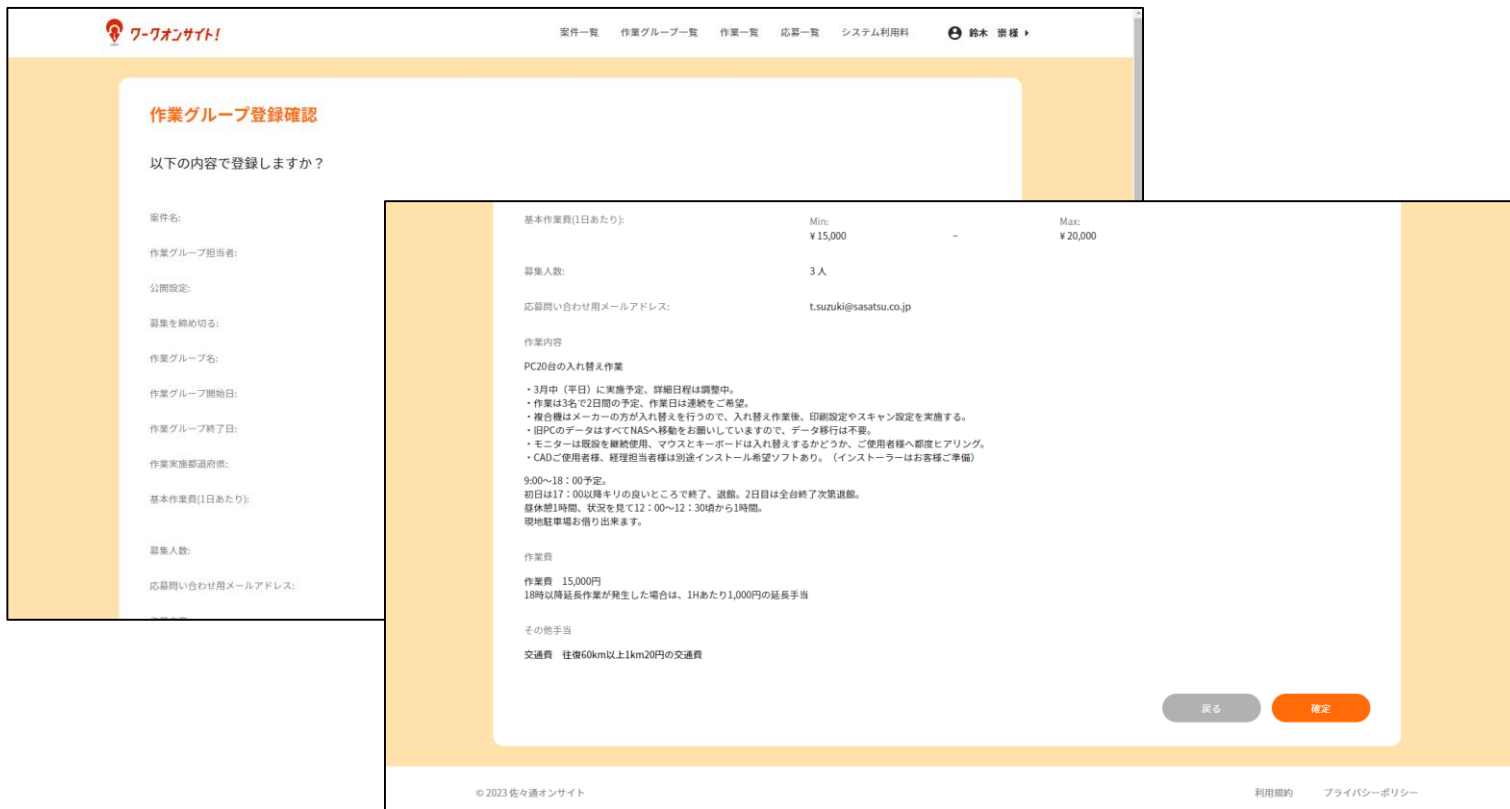 ワークオンサイト!
案件一覧 作業グループ一覧 作業一覧 応募一覧 システム利用料 鈴木 崇様
作業グループ登録確認
以下の内容で登録しますか？
案件名:
作業グループ担当者:
公開設定:
募集を締め切る:
作業グループ名:
作業グループ開始日:
作業グループ終了日:
作業実施都道府県:
基本作業費(1日あたり):
募集人数:
応募問い合わせ用メールアドレス:
基本作業費(1日あたり): Min: Max:
¥ 15,000 ~ ¥ 20,000
募集人数: 3 人
応募問い合わせ用メールアドレス: t.suzuki@sasatsu.co.jp
作業内容
PC20台の入れ替え作業
・3月中（平日）に実施予定、詳細日程は調整中。
・作業は3名で2日間の予定、作業日は連続をご希望。
・複合機はメーカーの方が入れ替えを行うので、入れ替え作業後、印刷設定やスキャン設定を実施する。
・旧PCのデータはすべてNASへ移動をお願いしていますので、データ移行は不要。
・モニターは既設を継続使用、マウスとキーボードは入れ替えするかどうか、ご使用者様へ都度ヒアリング。
・CADご使用者様、経理担当者様は別途インストール希望ソフトあり。（インストーラーはお客様ご準備）
9:00～18：00予定。
初日は17：00以降キリの良いところで終了、退館。2日目は全台終了次第退館。
昼休憩1時間、状況を見て12：00～12：30頃から1時間。
現地駐車場お借り出来ます。
作業費
作業費 15,000円
18時以降延長作業が発生した場合は、1Hあたり1,000円の延長手当
その他手当
交通費 往復60km以上1km20円の交通費
戻る 確定
© 2023 佐々通オンサイト 利用規約 プライバシーポリシー